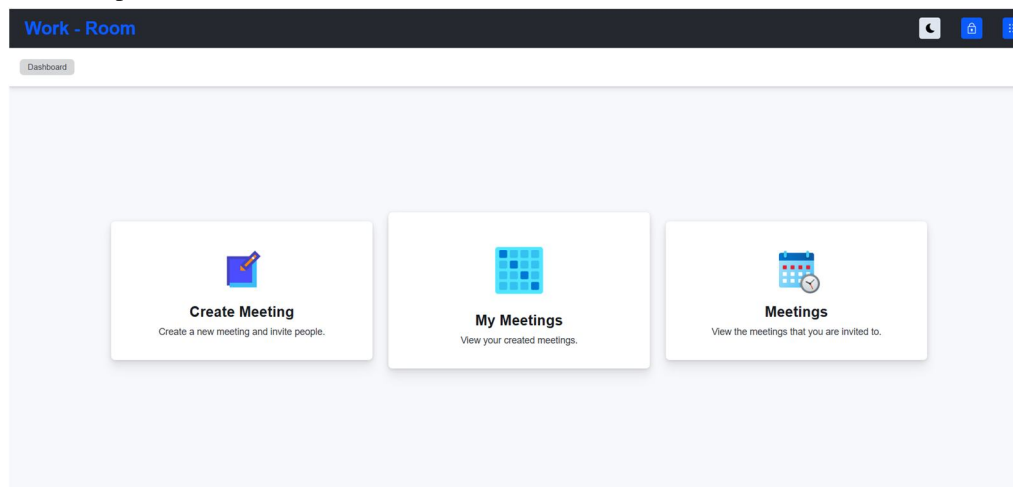 Work - Room
Dashboard
Create Meeting
Create a new meeting and invite people.
My Meetings
View your created meetings.
Meetings
View the meetings that you are invited to.